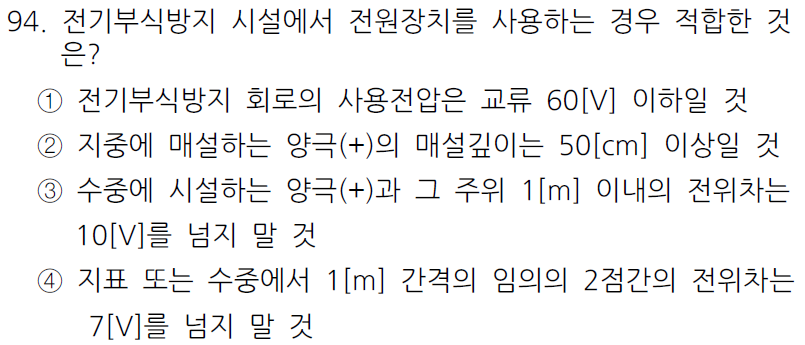 94. 전기부식방지 시설에서 전원장치를 사용하는 경우 적합한 것
은?
① 전기부식방지 회로의 사용전압은 교류 60[V] 이하일 것
② 지중에 매설하는 양극(+)의 매설깊이는 50[cm] 이상일 것
③ 수중에 시설하는 양극(+)과 그 주위 1[m] 이내의 전위차는
10[V]를 넘지 말 것
④ 지표 또는 수중에서 1[m] 간격의 임의의 2점간의 전위차는
7[V]를 넘지 말 것